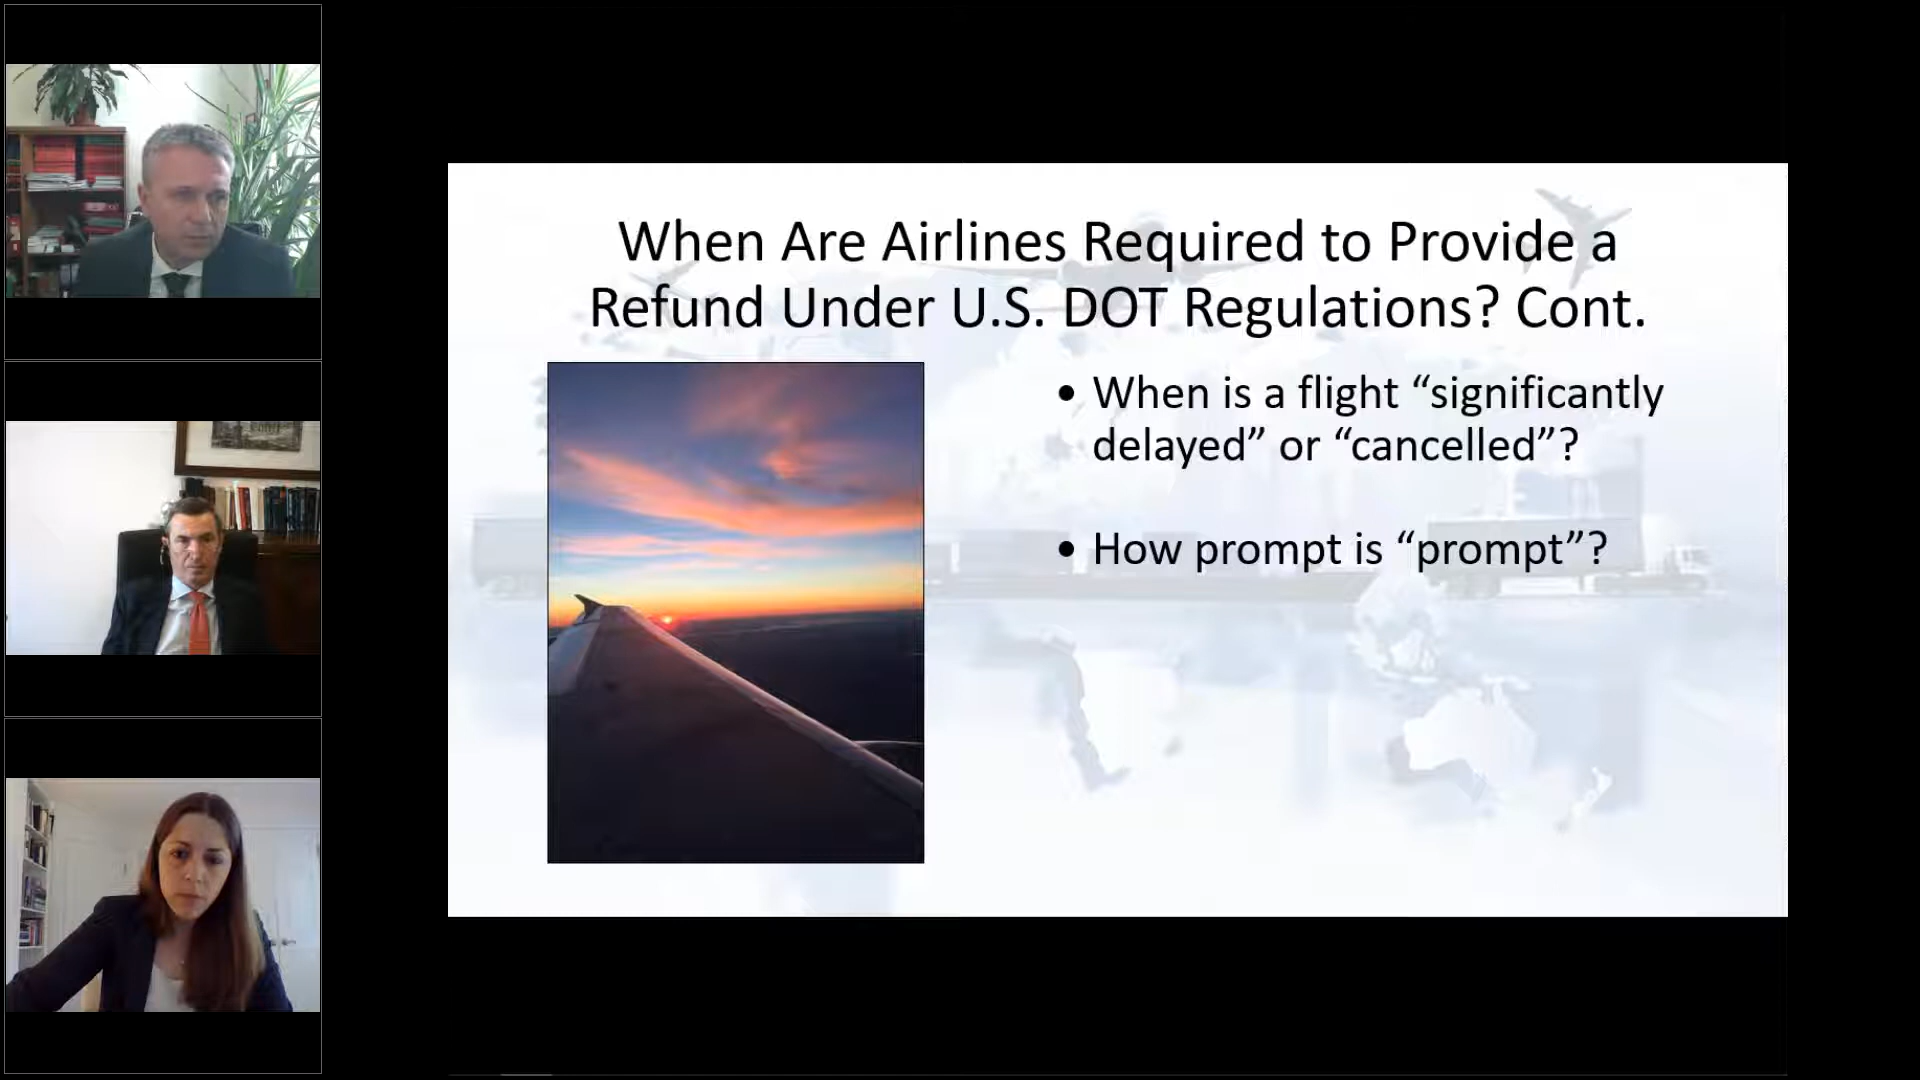 When Are Airlines Required to Provide a
Refund Under U.S. DOT Regulations? Cont.
• When is a flight “significantly
delayed” or “cancelled”?
• How prompt is “prompt”?